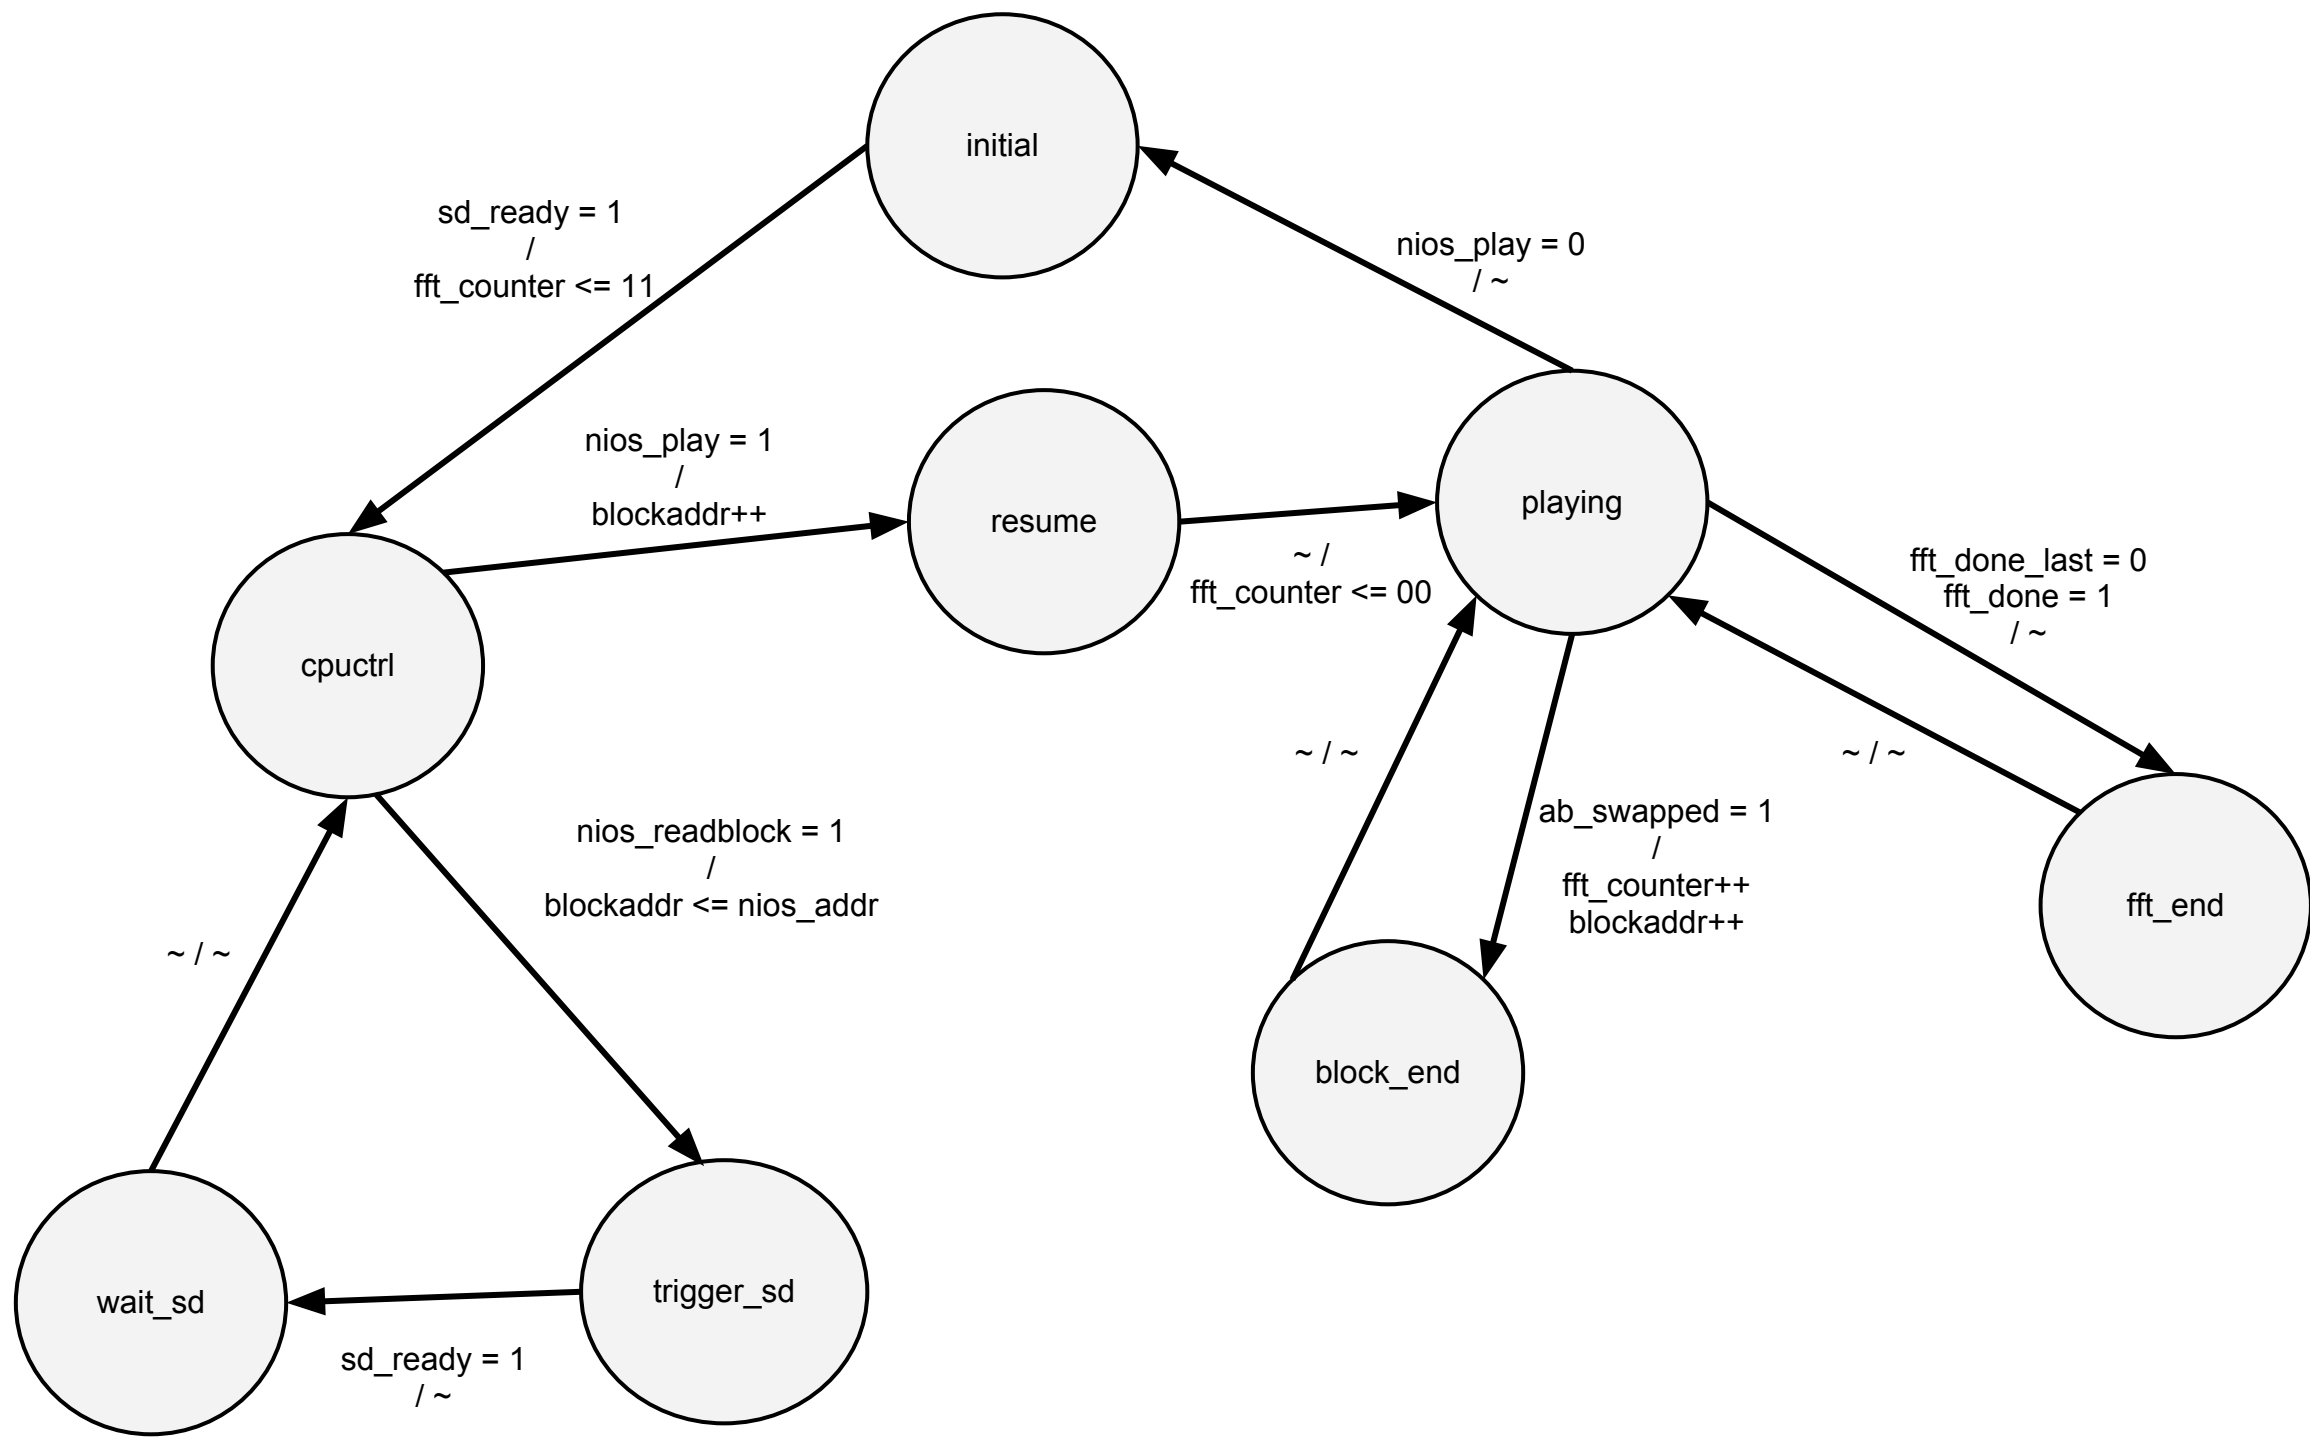 initial
sd_ready = 1
/
fft_counter <= 11
nios_play = 0
/ ~
nios_play = 1
/
blockaddr++
resume
playing
~ /
fft_counter <= 00
fft_done_last = 0
fft_done = 1
/ ~
cpuctrl
~ / ~
~ / ~
nios_readblock = 1
/
blockaddr <= nios_addr
ab_swapped = 1
/
fft_counter++
blockaddr++
fft_end
~ / ~
block_end
wait_sd
trigger_sd
sd_ready = 1
/ ~